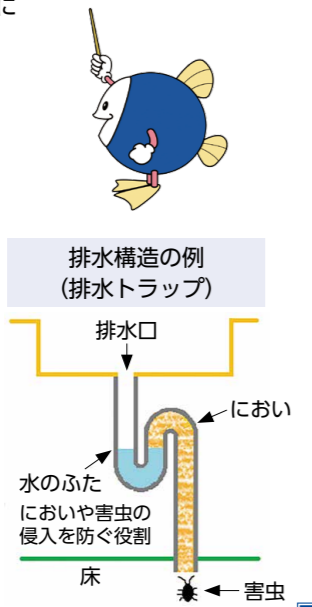 に
排水構造の例
（排水トラップ）
排水口
におい
水のふた
においや害虫の
侵入を防ぐ役割
床
害虫